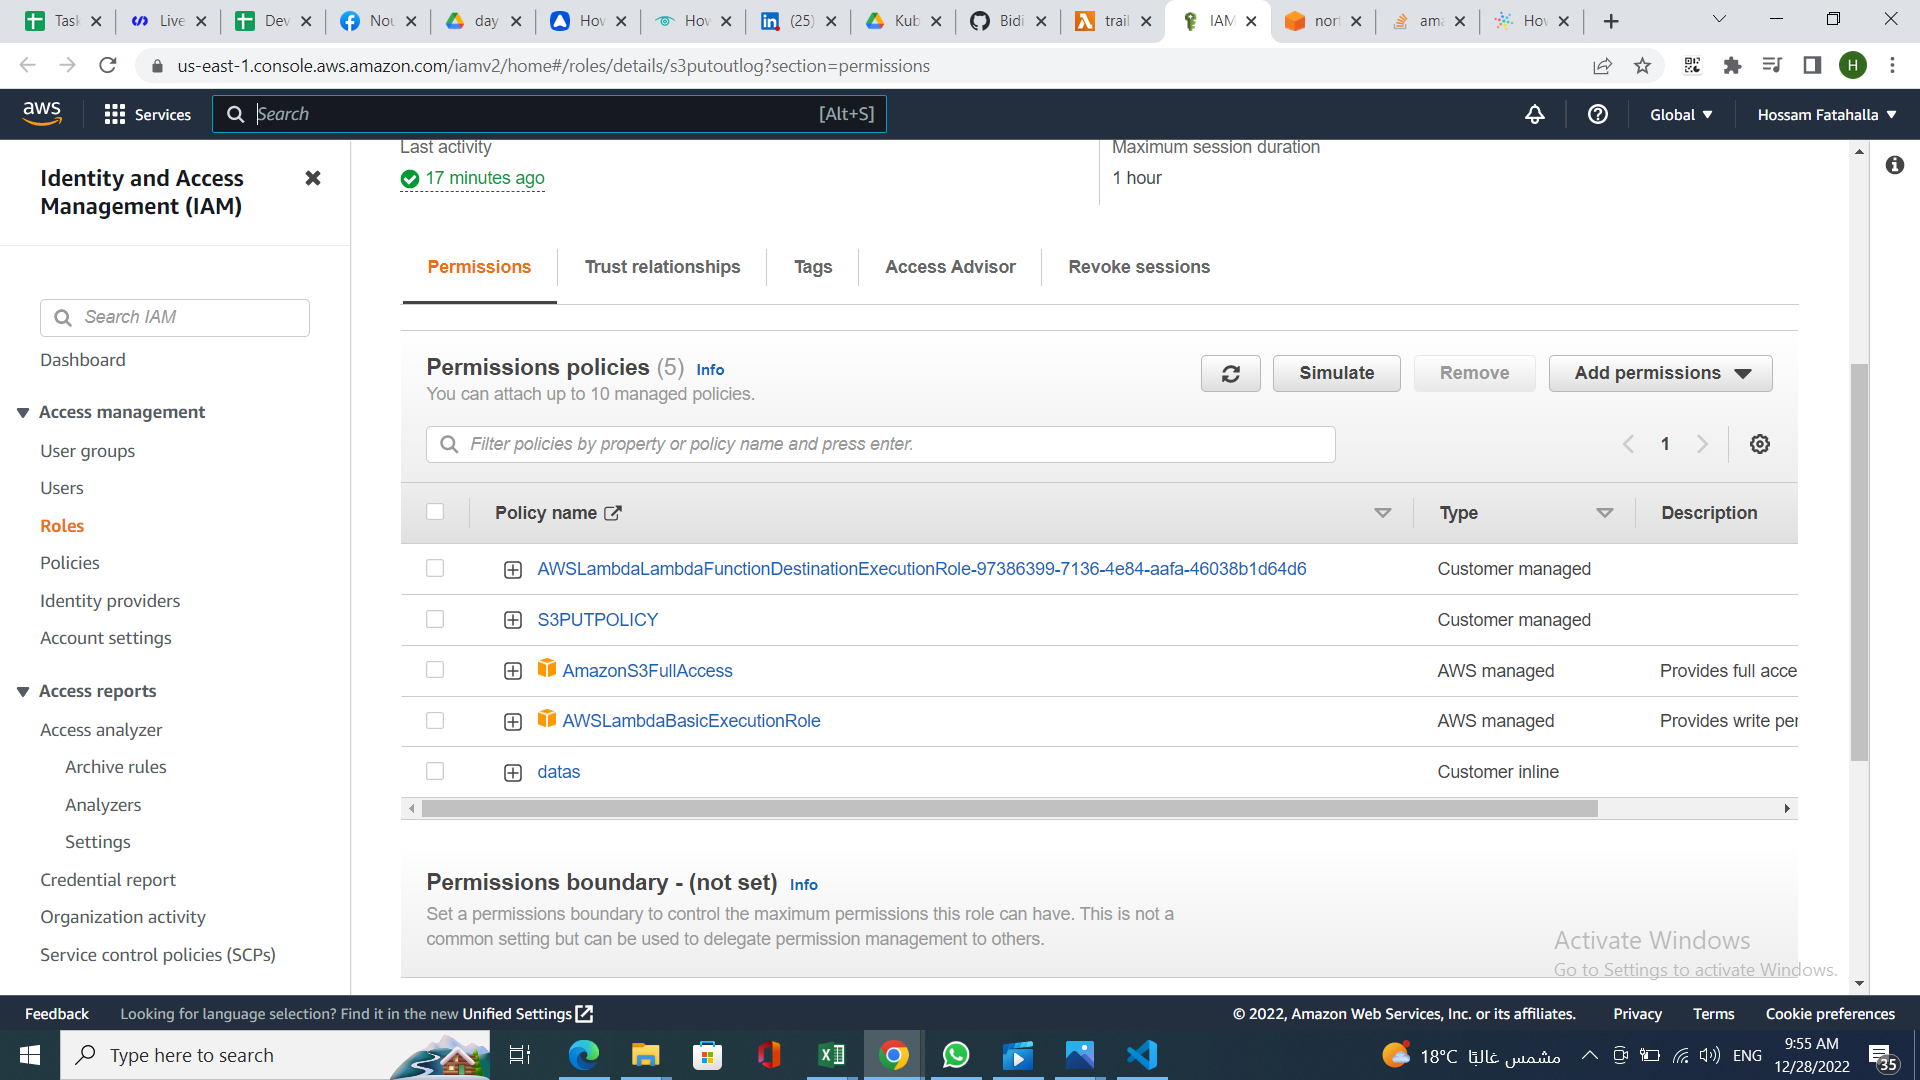 Task
Live
Dev
Nou
day
How
How
(25)
Kub
Bidi
trail
IAM
nort
ama
How
us-east-1.console.aws.amazon.com/iamv2/home#/roles/details/s3putoutlog?section=permissions
H
aws
Services
Search
[Alt+S]
Global
Hossam Fatahalla
Identity and Access
Management (IAM)
Search IAM
Dashboard
Access management
User groups
Users
Roles
Policies
Identity providers
Account settings
Access reports
Access analyzer
Archive rules
Analyzers
Settings
Credential report
Organization activity
Service control policies (SCPs)
Last activity
17 minutes ago
Maximum session duration
1 hour
Permissions
Trust relationships
Tags
Access Advisor
Revoke sessions
Permissions policies (5) Info
You can attach up to 10 managed policies.
Simulate
Remove
Add permissions
Filter policies by property or policy name and press enter.
1
Policy name Type Description
AWSLambdaLambdaFunctionDestinationExecutionRole-97386399-7136-4e84-aafa-46038b1d64d6 Customer managed
S3PUTPOLICY Customer managed
AmazonS3FullAccess AWS managed Provides full acce
AWSLambdaBasicExecutionRole AWS managed Provides write per
datas Customer inline
Permissions boundary - (not set) Info
Set a permissions boundary to control the maximum permissions this role can have. This is not a
common setting but can be used to delegate permission management to others.
Activate Windows
Go to Settings to activate Windows.
Feedback
Looking for language selection? Find it in the new Unified Settings
© 2022, Amazon Web Services, Inc. or its affiliates.
Privacy
Terms
Cookie preferences
Type here to search
18°C مشمس غالبًا
ENG
9:55 AM
12/28/2022
35